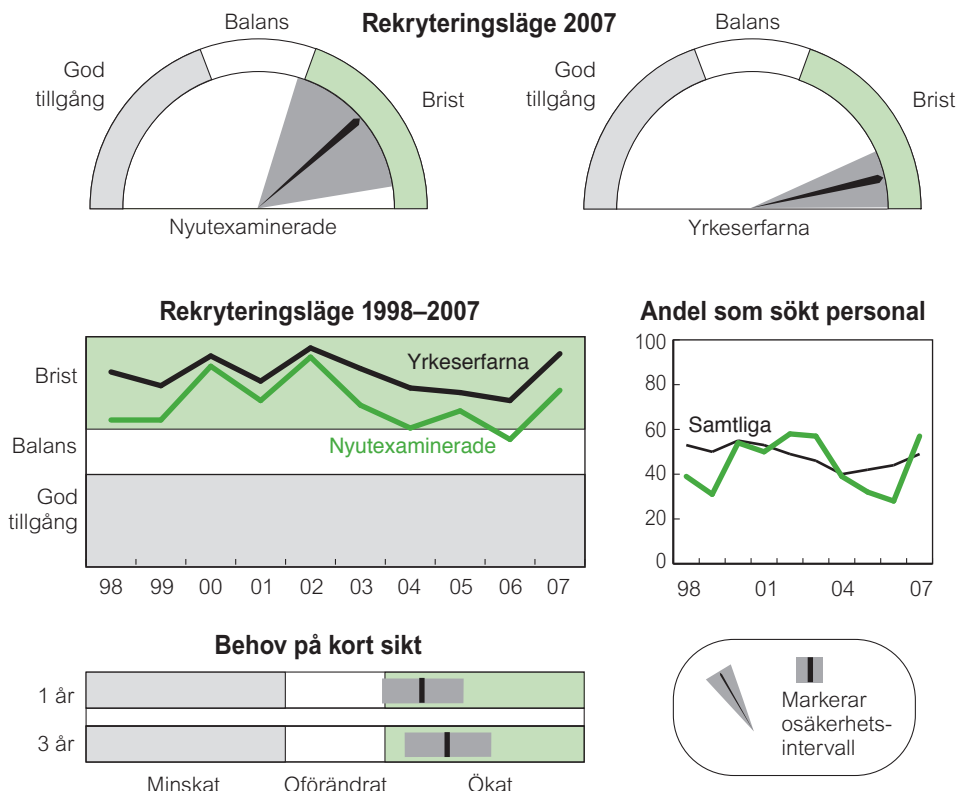 Rekryteringsläge 2007
Balans
God
tillgång
Brist
Nyutexaminerade
Balans
God
tillgång
Brist
Yrkeserfarna
Rekryteringsläge 1998–2007
Brist
Balans
God
tillgång
Yrkeserfarna
Nyutexaminerade
98 99 00 01 02 03 04 05 06 07
Andel som sökt personal
100
80
60
40
20
0
Samtliga
98 01 04 07
Behov på kort sikt
1 år
3 år
Minskat Oförändrat Ökat
Markerar
osäkerhets-
intervall